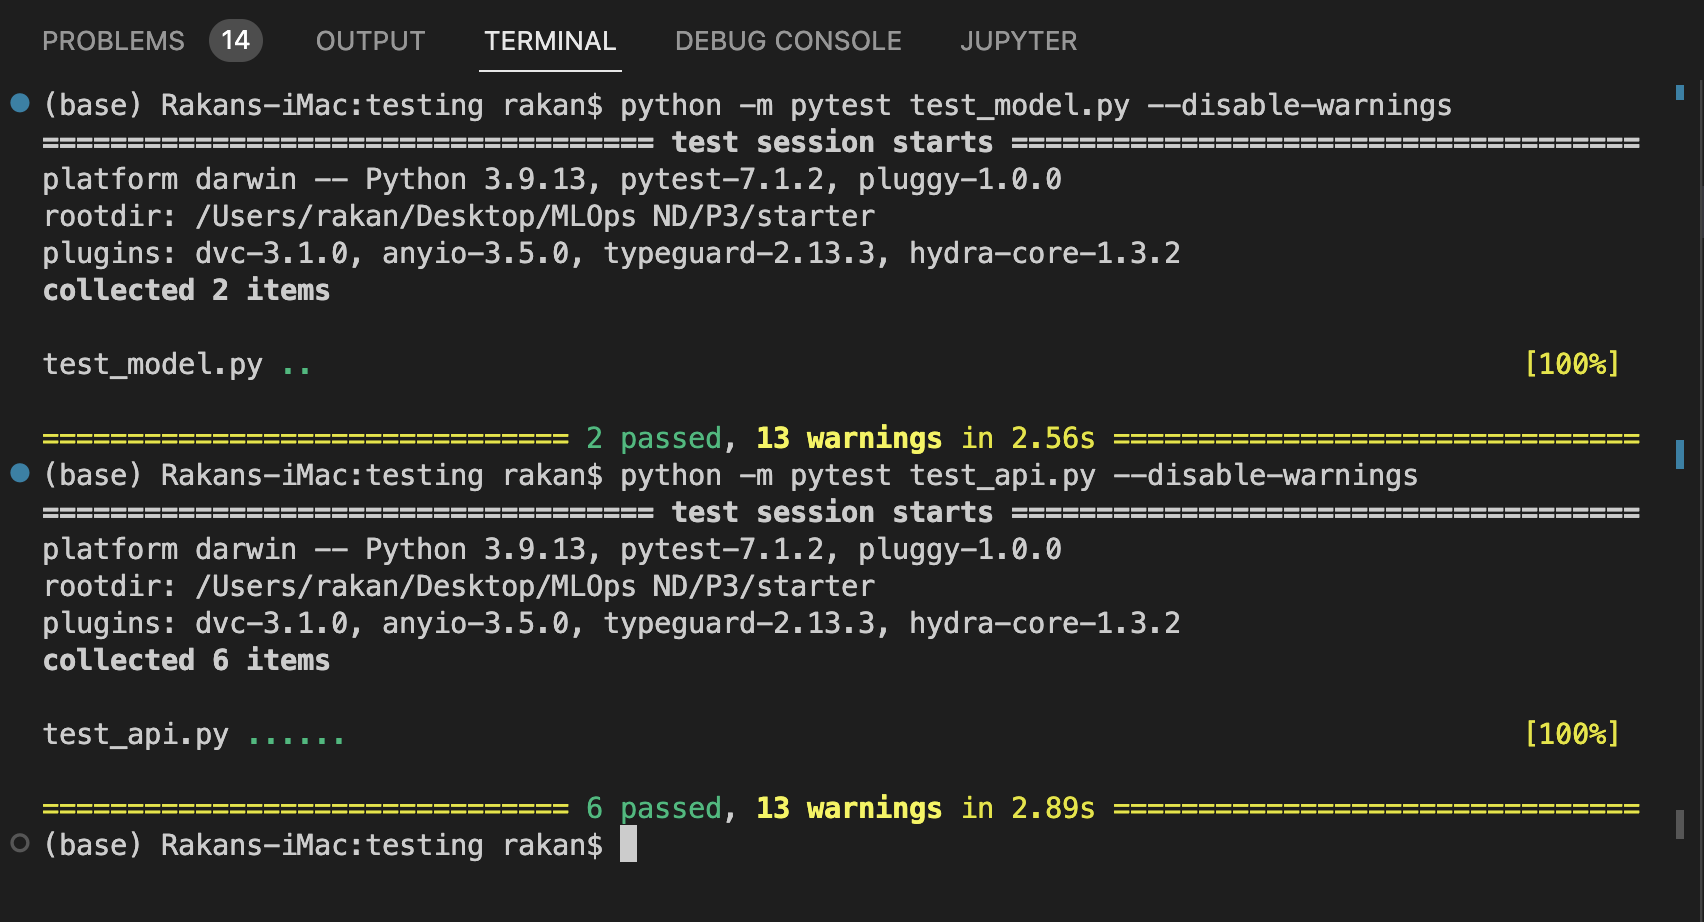 PROBLEMS 14 OUTPUT TERMINAL DEBUG CONSOLE JUPYTER
(base) Rakans-iMac:testing rakan$ python -m pytest test_model.py --disable-warnings
==================================== test session starts =====================================
platform darwin -- Python 3.9.13, pytest-7.1.2, pluggy-1.0.0
rootdir: /Users/rakan/Desktop/MLOps ND/P3/starter
plugins: dvc-3.1.0, anyio-3.5.0, typeguard-2.13.3, hydra-core-1.3.2
collected 2 items
test_model.py .. [100%]
=============================== 2 passed, 13 warnings in 2.56s ===============================
(base) Rakans-iMac:testing rakan$ python -m pytest test_api.py --disable-warnings
==================================== test session starts =====================================
platform darwin -- Python 3.9.13, pytest-7.1.2, pluggy-1.0.0
rootdir: /Users/rakan/Desktop/MLOps ND/P3/starter
plugins: dvc-3.1.0, anyio-3.5.0, typeguard-2.13.3, hydra-core-1.3.2
collected 6 items
test_api.py ...... [100%]
=============================== 6 passed, 13 warnings in 2.89s ===============================
(base) Rakans-iMac:testing rakan$